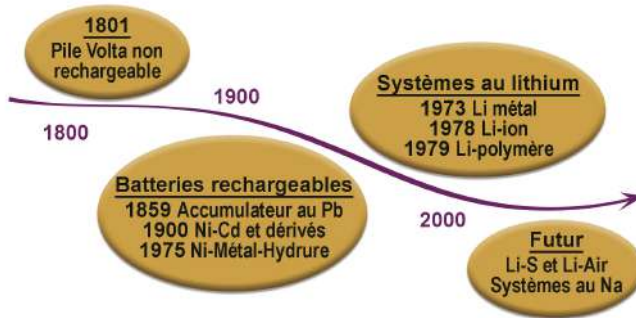 1801
Pile Volta non
rechargeable
1800
1900
Batteries rechargeables
1859 Accumulateur au Pb
1900 Ni-Cd et dérivés
1975 Ni-Métal-Hydrure
Systèmes au lithium
1973 Li métal
1978 Li-ion
1979 Li-polymère
2000
Futur
Li-S et Li-Air
Systèmes au Na